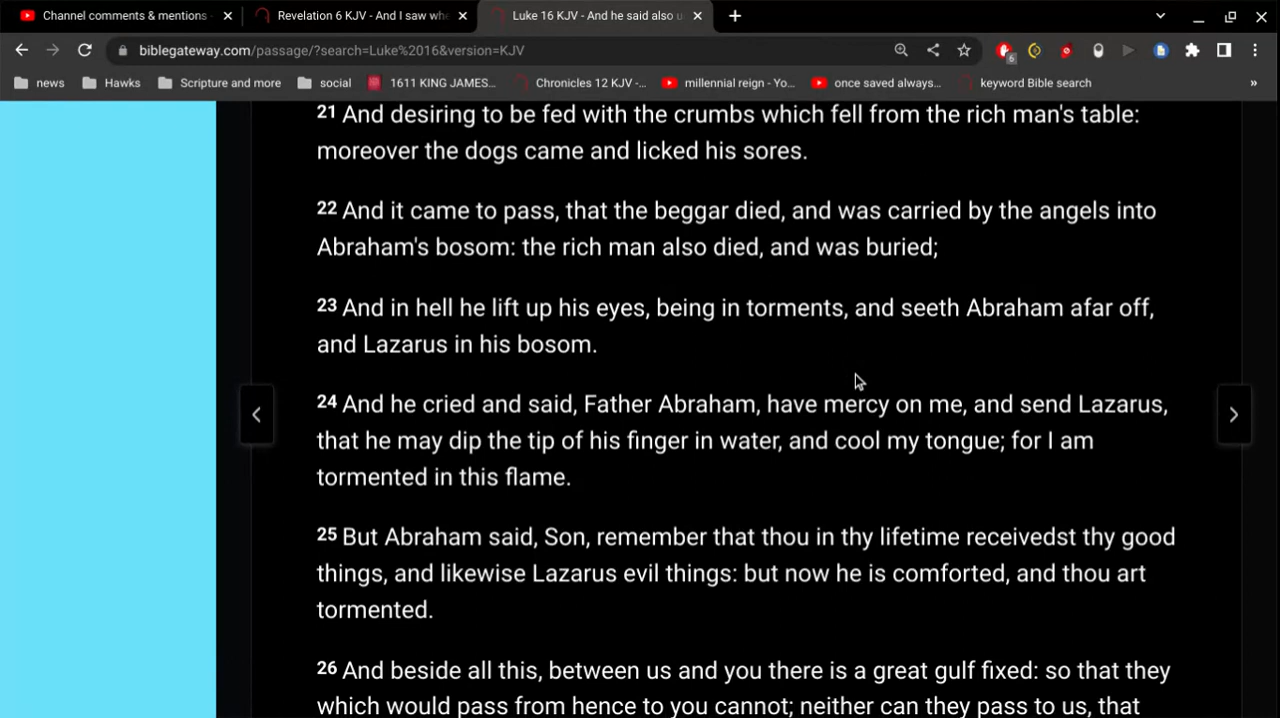 Channel comments & mentions
Revelation 6 KJV - And I saw whe
Luke 16 KJV - And he said also u
biblegateway.com/passage/?search=Luke%2016&version=KJV
6
news
Hawks
Scripture and more
social
1611 KING JAMES...
Chronicles 12 KJV -...
millennial reign - Yo...
once saved always...
keyword Bible search
»
21 And desiring to be fed with the crumbs which fell from the rich man's table:
moreover the dogs came and licked his sores.
22 And it came to pass, that the beggar died, and was carried by the angels into
Abraham's bosom: the rich man also died, and was buried;
23 And in hell he lift up his eyes, being in torments, and seeth Abraham afar off,
and Lazarus in his bosom.
24 And he cried and said, Father Abraham, have mercy on me, and send Lazarus,
that he may dip the tip of his finger in water, and cool my tongue; for I am
tormented in this flame.
25 But Abraham said, Son, remember that thou in thy lifetime receivedst thy good
things, and likewise Lazarus evil things: but now he is comforted, and thou art
tormented.
26 And beside all this, between us and you there is a great gulf fixed: so that they
which would pass from hence to you cannot; neither can they pass to us, that